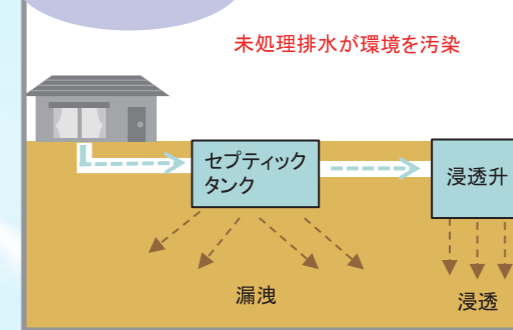 未処理排水が環境を汚染
セプティック
タンク
浸透升
漏洩
浸透